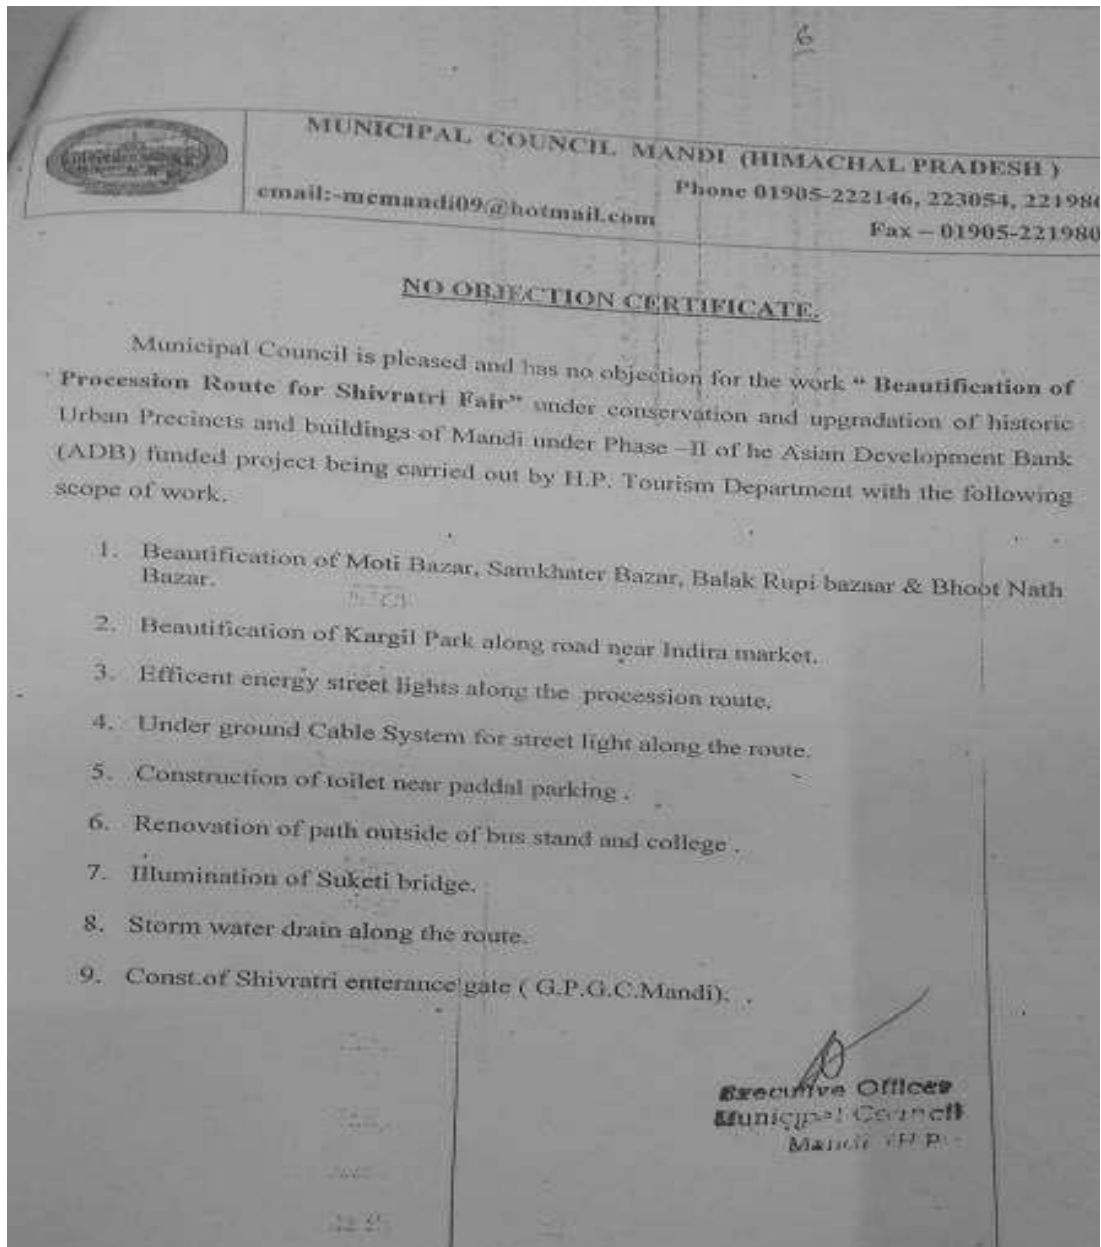 6
MUNICIPAL COUNCIL MANDI (HIMACHAL PRADESH )
Phone 01905-222146, 223054, 221980
email:-mcmandi09@hotmail.com
Fax – 01905-221980
NO OBJECTION CERTIFICATE.
Municipal Council is pleased and has no objection for the work “ Beautification of
Procession Route for Shivratri Fair” under conservation and upgradation of historic
Urban Precincts and buildings of Mandi under Phase –II of he Asian Development Bank
(ADB) funded project being carried out by H.P. Tourism Department with the following
scope of work.
1. Beautification of Moti Bazar, Samkhater Bazar, Balak Rupi bazaar & Bhoot Nath
Bazar.
2. Beautification of Kargil Park along road near Indira market.
3. Efficent energy street lights along the procession route.
4. Under ground Cable System for street light along the route.
5. Construction of toilet near paddal parking .
6. Renovation of path outside of bus stand and college .
7. Illumination of Suketi bridge.
8. Storm water drain along the route.
9. Const.of Shivratri enterance gate ( G.P.G.C.Mandi).
Executive Officer
Municipal Council
Mandi (H.P.)